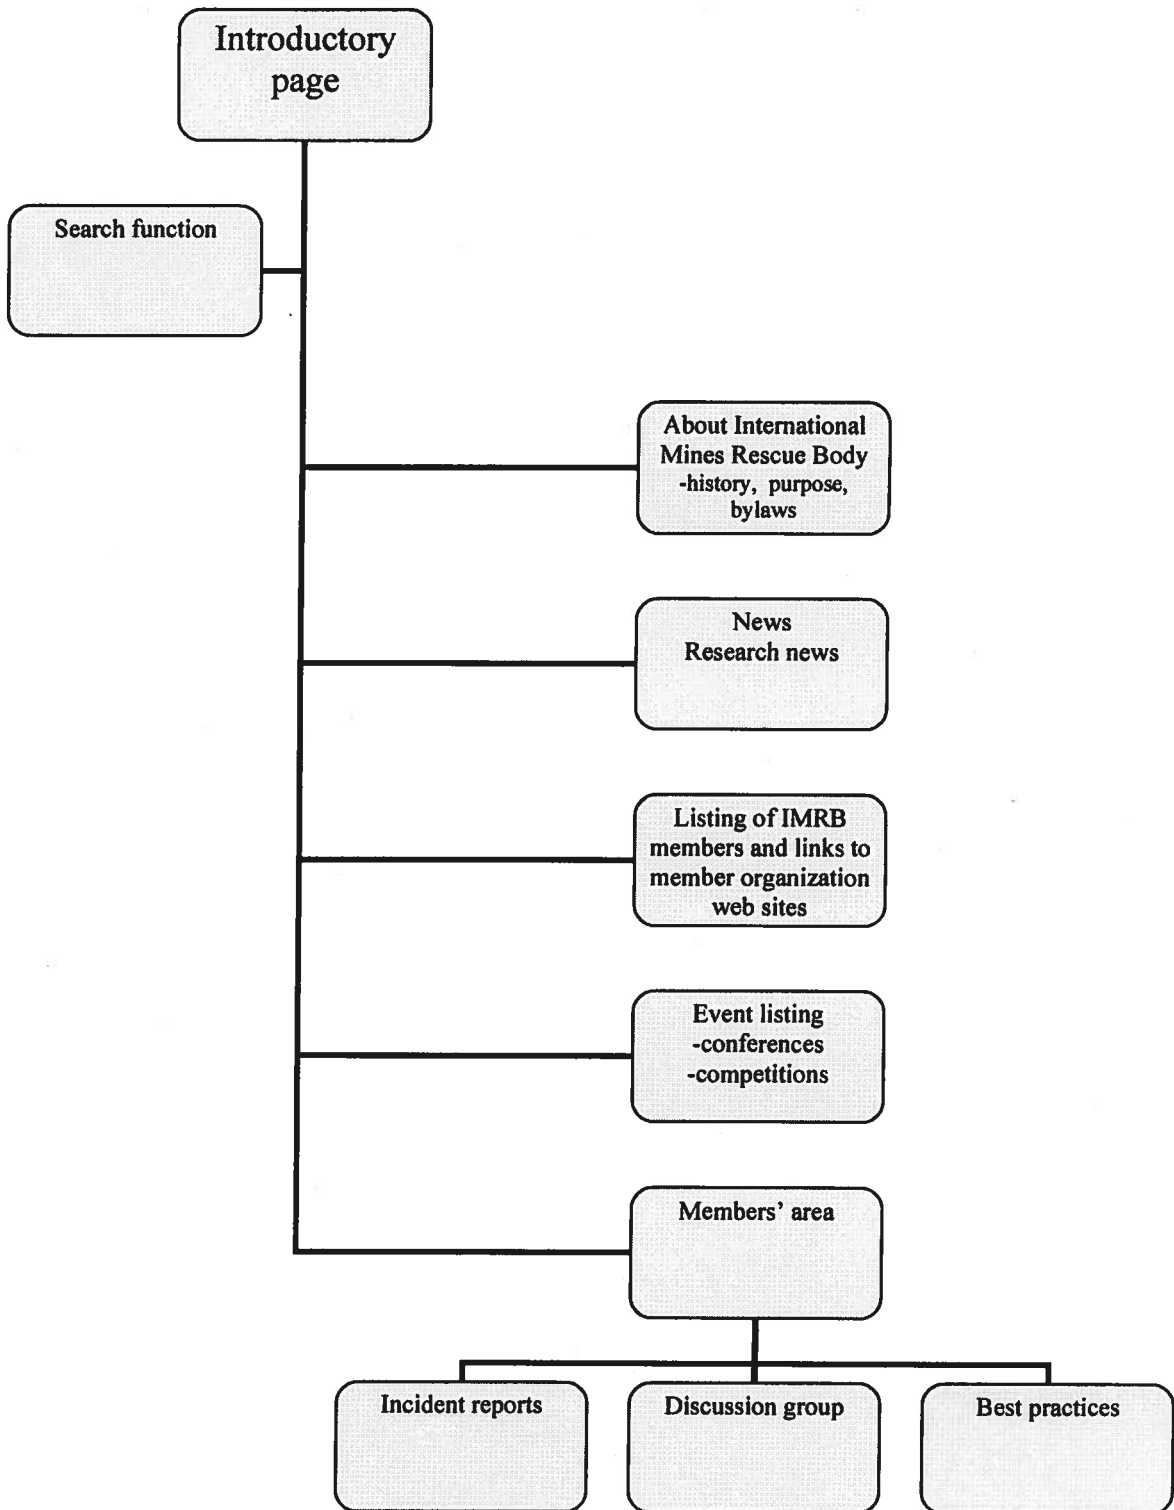 Introductory
page
Search function
About International
Mines Rescue Body
-history, purpose,
bylaws
News
Research news
Listing of IMRB
members and links to
member organization
web sites
Event listing
-conferences
-competitions
Members’ area
Incident reports
Discussion group
Best practices